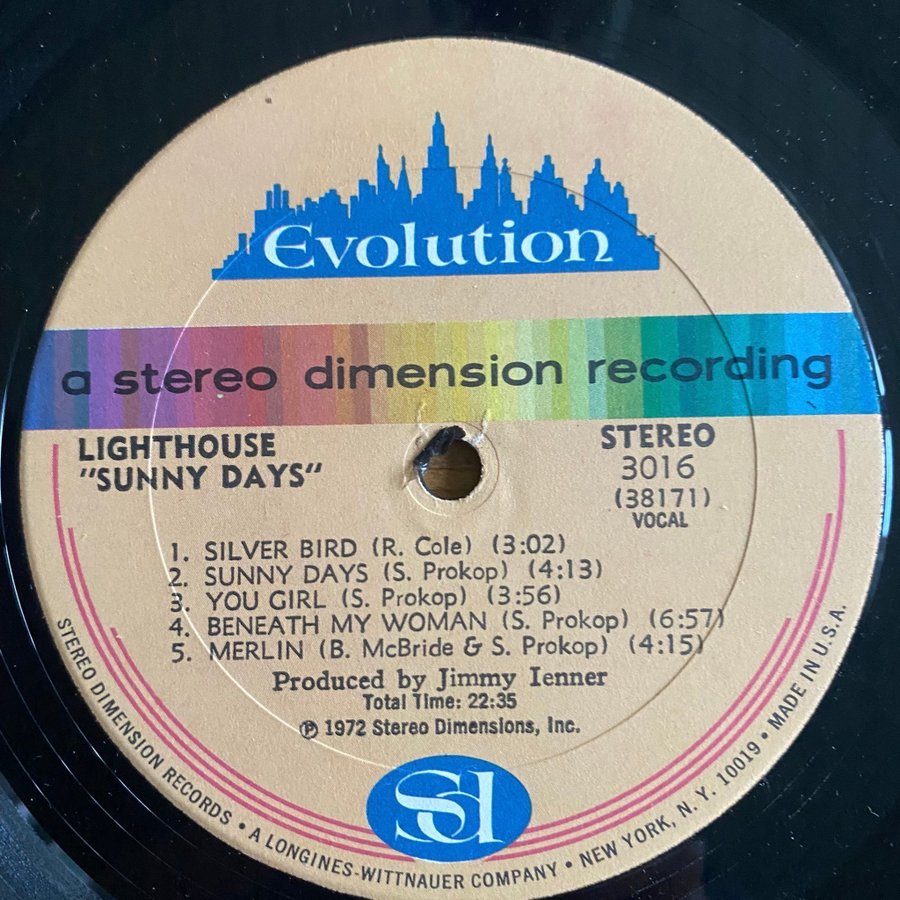 Evolution
a stereo dimension recording
LIGHTHOUSE
"SUNNY DAYS"
STEREO
3016
(38171)
VOCAL
1. SILVER BIRD (R. Cole) (3:02)
2. SUNNY DAYS (S. Prokop) (4:13)
3. YOU GIRL (S. Prokop) (3:56)
4. BENEATH MY WOMAN (S. Prokop) (6:57)
5. MERLIN (B. McBride & S. Prokop) (4:15)
Produced by Jimmy Ienner
Total Time: 22:35
℗ 1972 Stereo Dimensions, Inc.
sd
STEREO DIMENSION RECORDS • A LONGINES-WITTNAUER COMPANY • NEW YORK, N. Y. 10019 • MADE IN U.S.A.